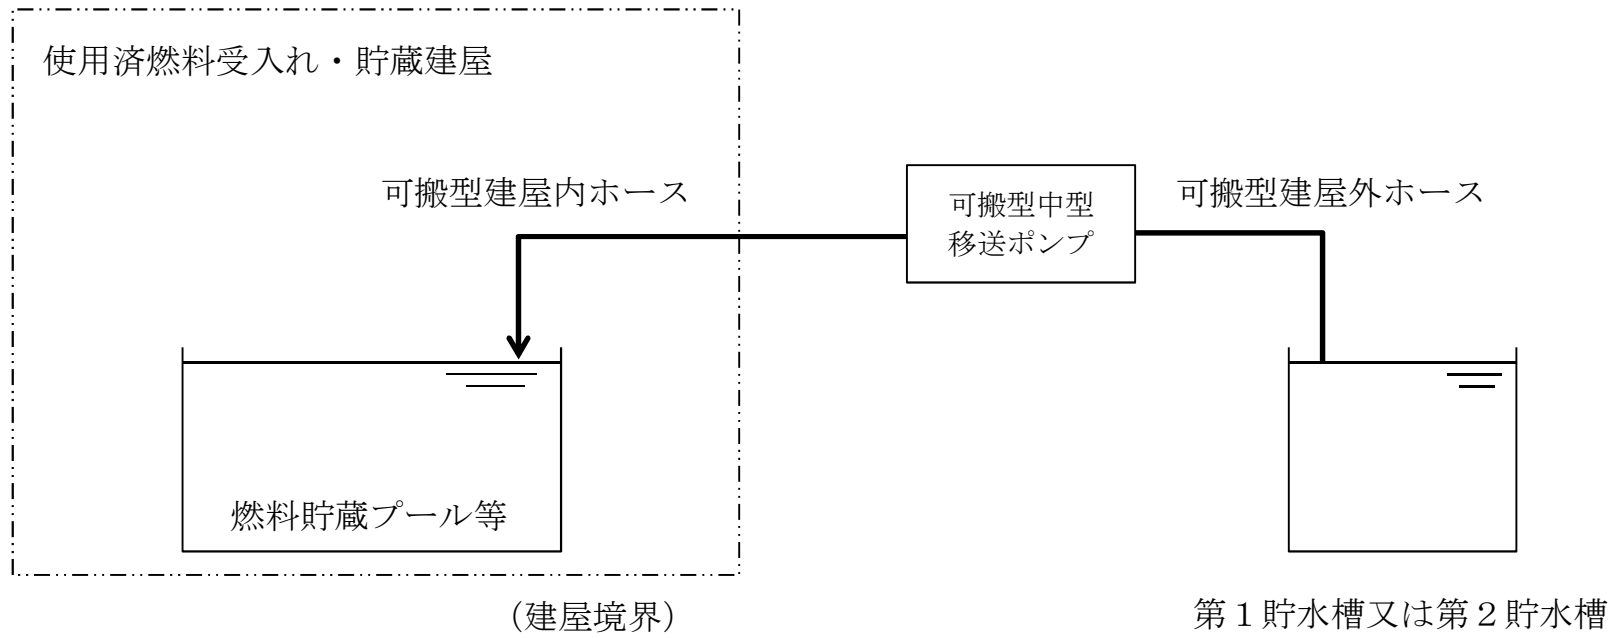 使用済燃料受入れ・貯蔵建屋
可搬型建屋内ホース
可搬型中型
移送ポンプ
可搬型建屋外ホース
燃料貯蔵プール等
（建屋境界）
第１貯水槽又は第２貯水槽